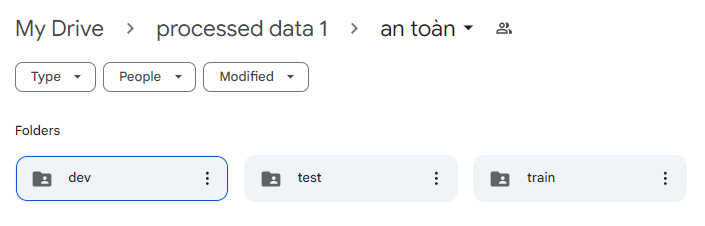 My Drive > processed data 1 > an toàn
Type People Modified
Folders
dev test train